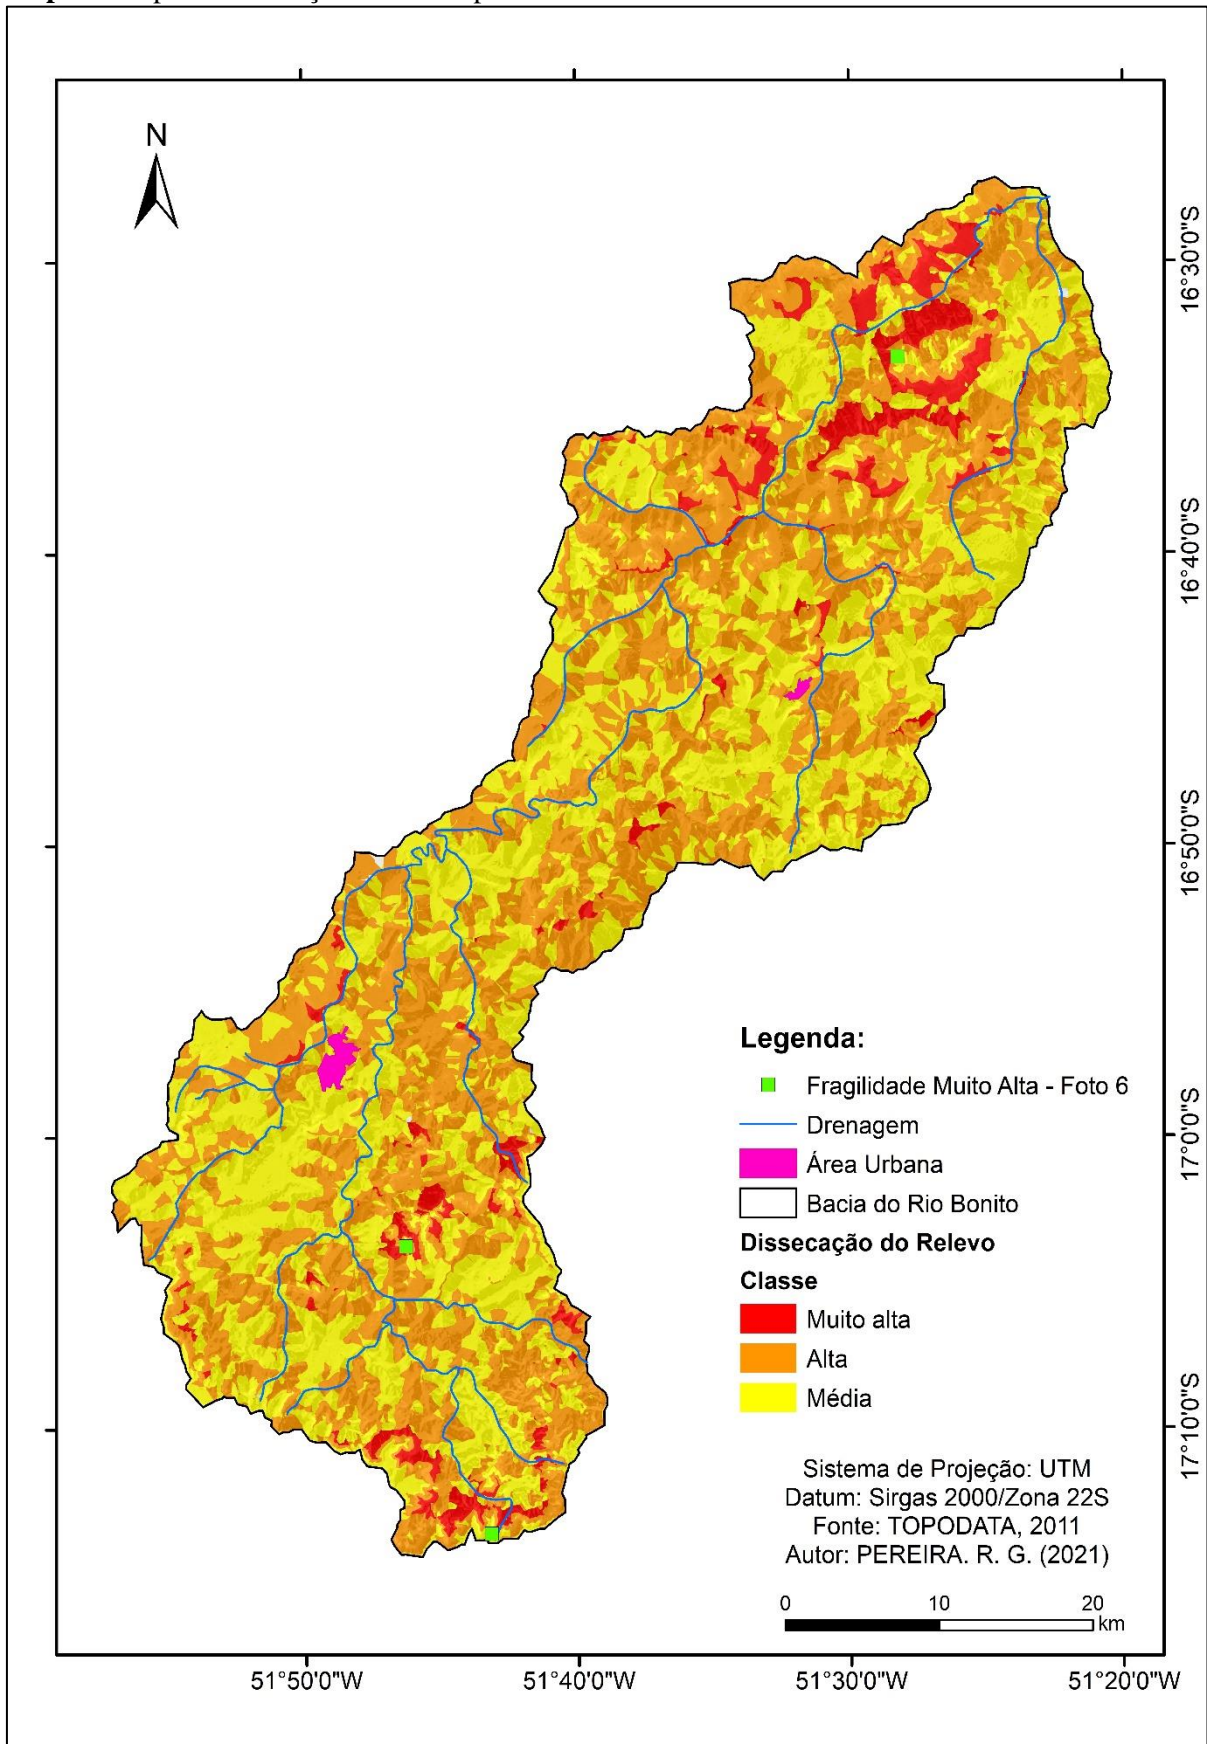 N
16°30'0"S
16°40'0"S
16°50'0"S
17°0'0"S
17°10'0"S
Legenda:
Fragilidade Muito Alta - Foto 6
Drenagem
Área Urbana
Bacia do Rio Bonito
Dissecação do Relevo
Classe
Muito alta
Alta
Média
Sistema de Projeção: UTM
Datum: Sirgas 2000/Zona 22S
Fonte: TOPODATA, 2011
Autor: PEREIRA. R. G. (2021)
0 10 20
km
51°50'0"W 51°40'0"W 51°30'0"W 51°20'0"W